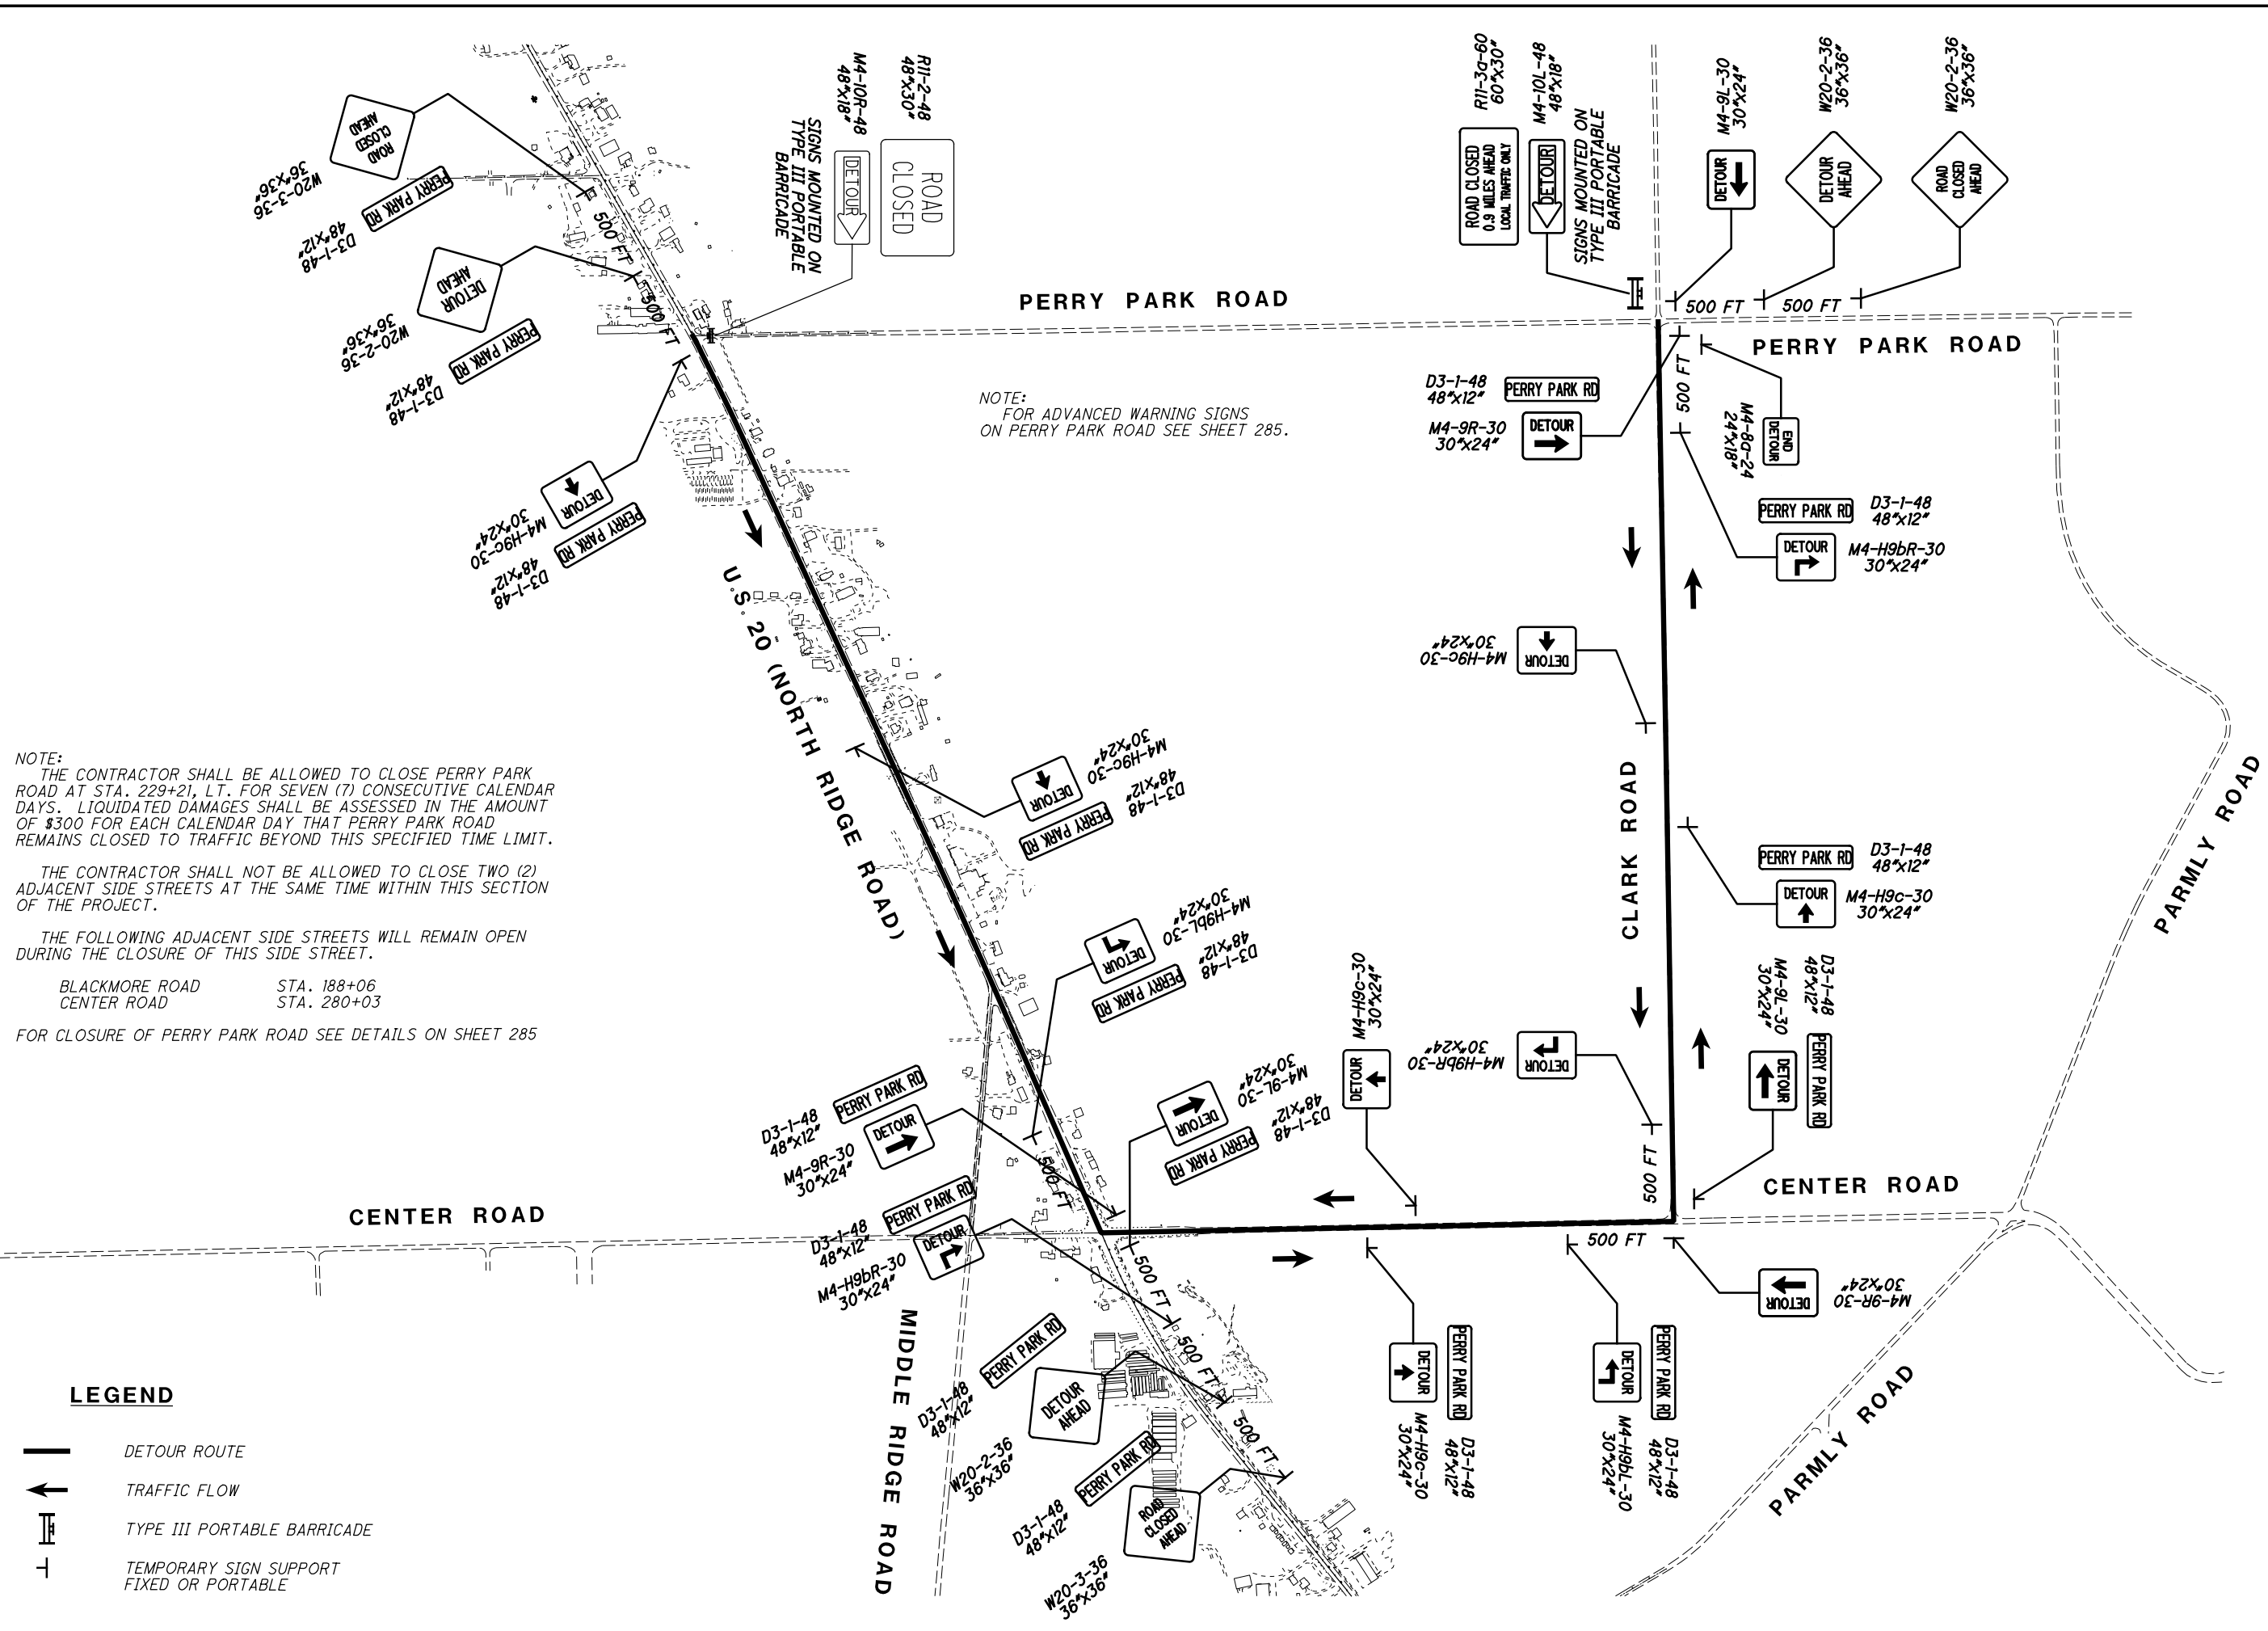 ROAD
CLOSED
AHEAD
W20-3-36
36"x36"
PERRY PARK RD
D3-1-48
48"x12"
DETOUR
AHEAD
W20-2-36
36"x36"
PERRY PARK RD
D3-1-48
48"x12"
500 FT
500 FT
DETOUR
M4-H9c-30
30"x24"
PERRY PARK RD
D3-1-48
48"x12"
SIGNS MOUNTED ON
TYPE III PORTABLE
BARRICADE
M4-10R-48
48"x18"
DETOUR
R11-2-48
48"x30"
ROAD
CLOSED
PERRY PARK ROAD
R11-3a-60
60"x30"
ROAD CLOSED
0.9 MILES AHEAD
LOCAL TRAFFIC ONLY
M4-10L-48
48"x18"
DETOUR
SIGNS MOUNTED ON
TYPE III PORTABLE
BARRICADE
M4-9L-30
30"x24"
DETOUR
W20-2-36
36"x36"
DETOUR
AHEAD
W20-2-36
36"x36"
ROAD
CLOSED
AHEAD
500 FT
500 FT
PERRY PARK ROAD
NOTE:
FOR ADVANCED WARNING SIGNS
ON PERRY PARK ROAD SEE SHEET 285.
D3-1-48
48"x12"
PERRY PARK RD
M4-9R-30
30"x24"
DETOUR
500 FT
M4-8a-24
24"x18"
END
DETOUR
PERRY PARK RD
D3-1-48
48"x12"
DETOUR
M4-H9bR-30
30"x24"
U.S. 20 (NORTH RIDGE ROAD)
M4-H9c-30
30"x24"
DETOUR
CLARK ROAD
PARMLY ROAD
NOTE:
THE CONTRACTOR SHALL BE ALLOWED TO CLOSE PERRY PARK
ROAD AT STA. 229+21, LT. FOR SEVEN (7) CONSECUTIVE CALENDAR
DAYS. LIQUIDATED DAMAGES SHALL BE ASSESSED IN THE AMOUNT
OF $300 FOR EACH CALENDAR DAY THAT PERRY PARK ROAD
REMAINS CLOSED TO TRAFFIC BEYOND THIS SPECIFIED TIME LIMIT.
THE CONTRACTOR SHALL NOT BE ALLOWED TO CLOSE TWO (2)
ADJACENT SIDE STREETS AT THE SAME TIME WITHIN THIS SECTION
OF THE PROJECT.
THE FOLLOWING ADJACENT SIDE STREETS WILL REMAIN OPEN
DURING THE CLOSURE OF THIS SIDE STREET.
BLACKMORE ROAD STA. 188+06
CENTER ROAD STA. 280+03
FOR CLOSURE OF PERRY PARK ROAD SEE DETAILS ON SHEET 285
DETOUR
M4-H9c-30
30"x24"
PERRY PARK RD
D3-1-48
48"x12"
DETOUR
M4-H9bL-30
30"x24"
PERRY PARK RD
D3-1-48
48"x12"
PERRY PARK RD
D3-1-48
48"x12"
DETOUR
M4-H9c-30
30"x24"
D3-1-48
48"x12"
PERRY PARK RD
M4-9L-30
30"x24"
DETOUR
M4-H9c-30
30"x24"
DETOUR
M4-H9bR-30
30"x24"
DETOUR
500 FT
DETOUR
M4-9L-30
30"x24"
PERRY PARK RD
D3-1-48
48"x12"
500 FT
D3-1-48
48"x12"
PERRY PARK RD
M4-9R-30
30"x24"
DETOUR
D3-1-48
48"x12"
PERRY PARK RD
M4-H9bR-30
30"x24"
DETOUR
CENTER ROAD
CENTER ROAD
500 FT
DETOUR
M4-9R-30
30"x24"
500 FT
500 FT
500 FT
MIDDLE RIDGE ROAD
PERRY PARK RD
D3-1-48
48"x12"
DETOUR
AHEAD
W20-2-36
36"x36"
PERRY PARK RD
D3-1-48
48"x12"
ROAD
CLOSED
AHEAD
W20-3-36
36"x36"
DETOUR
M4-H9c-30
30"x24"
PERRY PARK RD
D3-1-48
48"x12"
DETOUR
M4-H9bL-30
30"x24"
PERRY PARK RD
D3-1-48
48"x12"
PARMLY ROAD
LEGEND
DETOUR ROUTE
TRAFFIC FLOW
TYPE III PORTABLE BARRICADE
TEMPORARY SIGN SUPPORT
FIXED OR PORTABLE